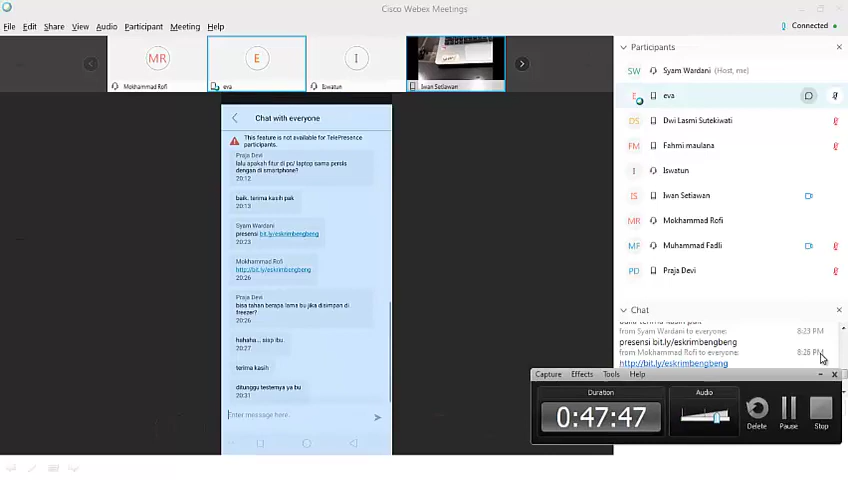 Cisco Webex Meetings
File Edit Share View Audio Participant Meeting Help
Connected
MR
Mokhammad Rofi
E
eva
I
Iswatun
Iwan Setiawan
Chat with everyone
This feature is not available for TelePresence
participants.
Praja Devi
lalu apakah fitur di pc/ laptop sama persis
dengan di smartphone?
20:12
baik. terima kasih pak
20:13
Syam Wardani
presensi bit.ly/eskrimbengbeng
20:23
Mokhammad Rofi
http://bit.ly/eskrimbengbeng
20:26
Praja Devi
bisa tahan berapa lama bu jika disimpan di
freezer?
20:26
hahaha... siap ibu
20:27
terima kasih
ditunggu testernya ya bu
20:31
Enter message here.
Participants
SW Syam Wardani (Host, me)
E eva
DS Dwi Lasmi Sutekiwati
FM Fahmi maulana
I Iswatun
IS Iwan Setiawan
MR Mokhammad Rofi
MF Muhammad Fadli
PD Praja Devi
Chat
from Syam Wardani to everyone: 8:23 PM
presensi bit.ly/eskrimbengbeng
from Mokhammad Rofi to everyone: 8:26 PM
http://bit.ly/eskrimbengbeng
Capture Effects Tools Help
Duration
0:47:47
Audio
Delete
Pause
Stop